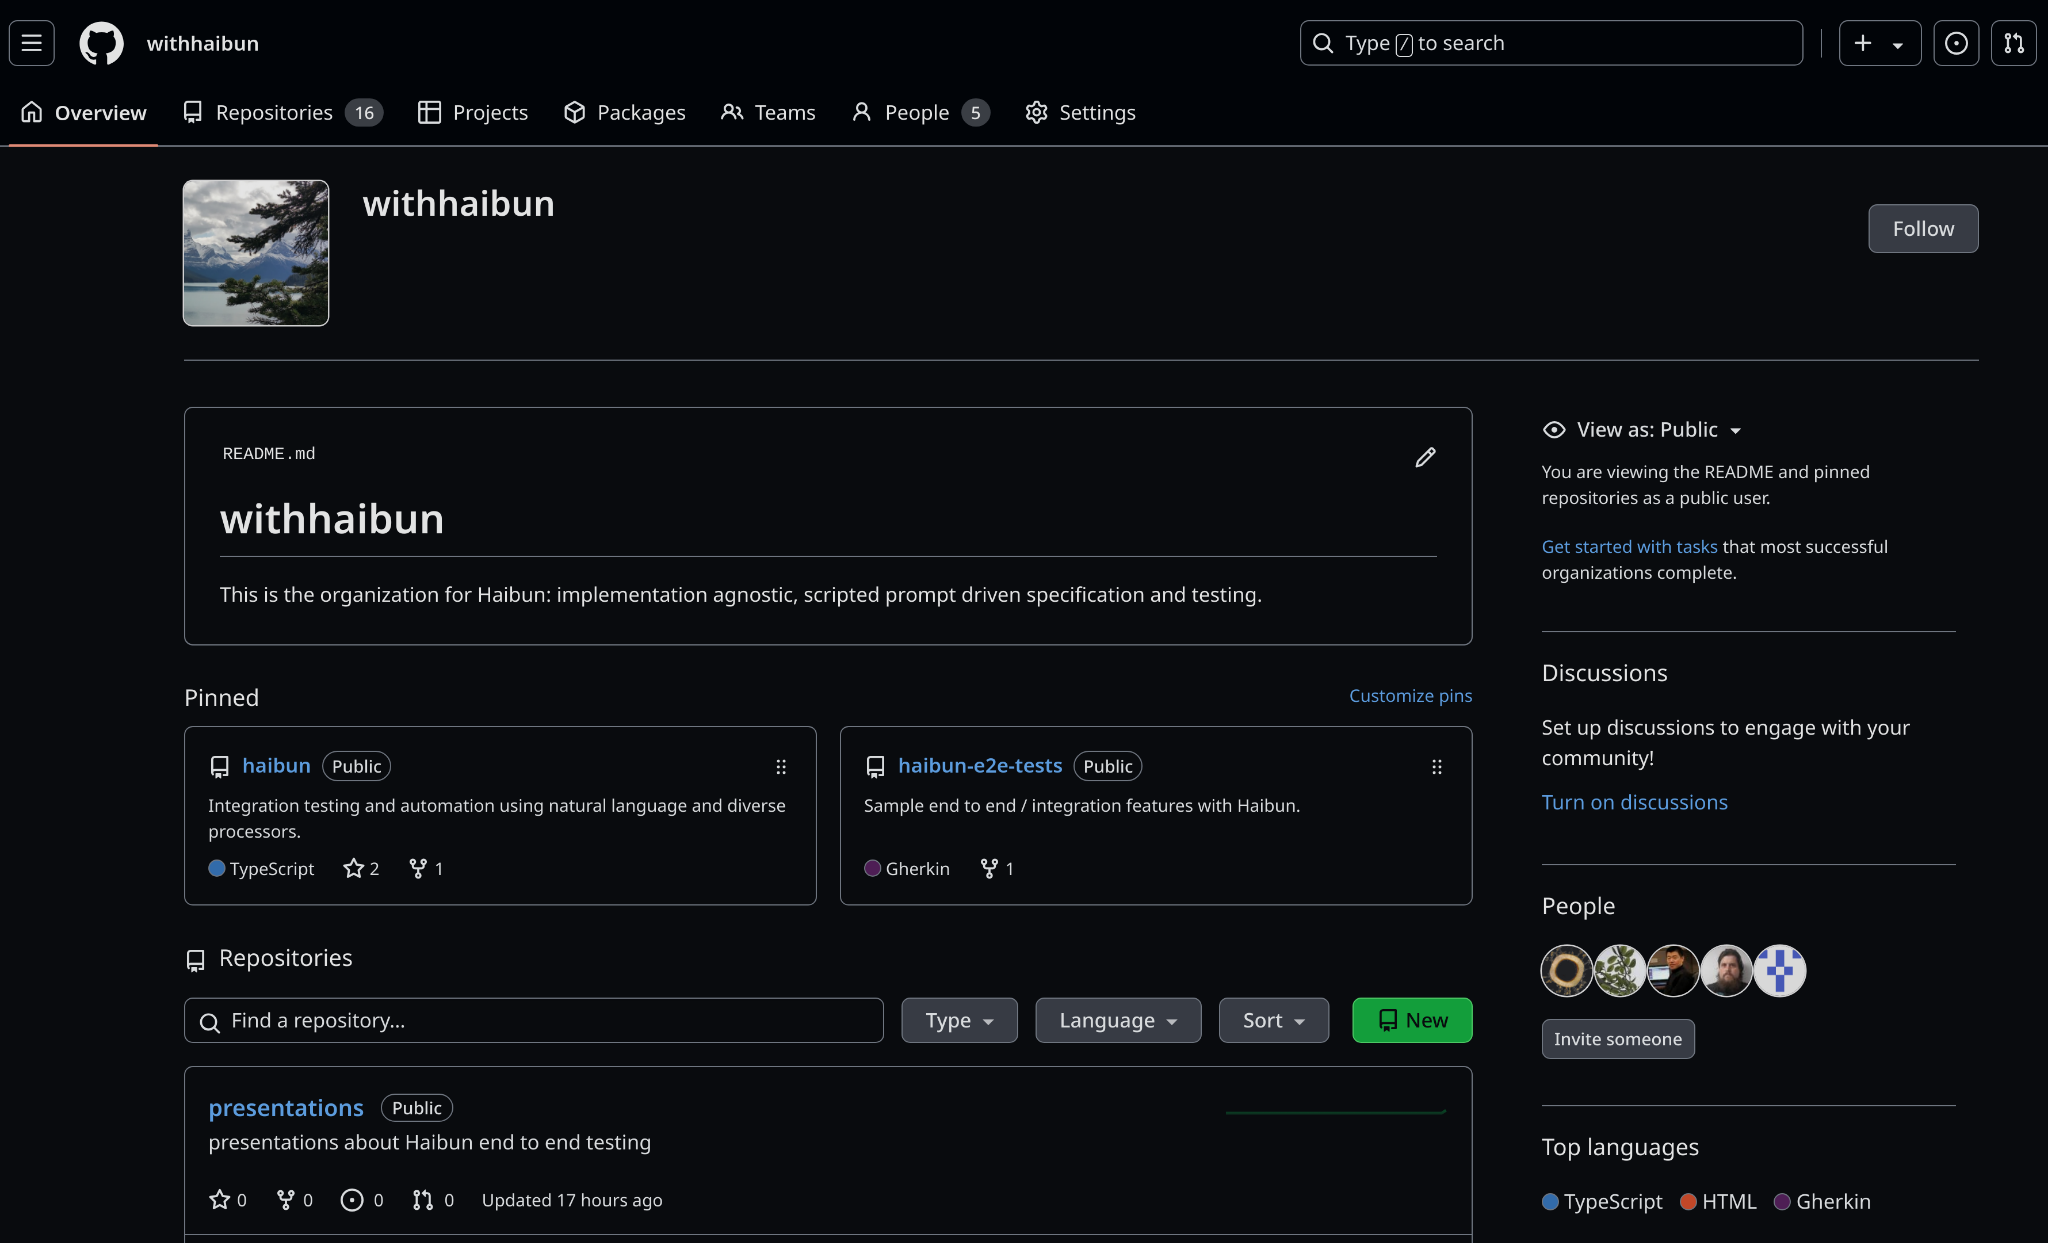 withhaibun
Type / to search
Overview
Repositories 16
Projects
Packages
Teams
People 5
Settings
withhaibun
Follow
README.md
withhaibun
This is the organization for Haibun: implementation agnostic, scripted prompt driven specification and testing.
View as: Public
You are viewing the README and pinned
repositories as a public user.
Get started with tasks that most successful
organizations complete.
Pinned
Customize pins
haibun Public
Integration testing and automation using natural language and diverse
processors.
TypeScript 2 1
haibun-e2e-tests Public
Sample end to end / integration features with Haibun.
Gherkin 1
Discussions
Set up discussions to engage with your
community!
Turn on discussions
People
Invite someone
Repositories
Find a repository...
Type
Language
Sort
New
presentations Public
presentations about Haibun end to end testing
0 0 0 0 Updated 17 hours ago
Top languages
TypeScript HTML Gherkin